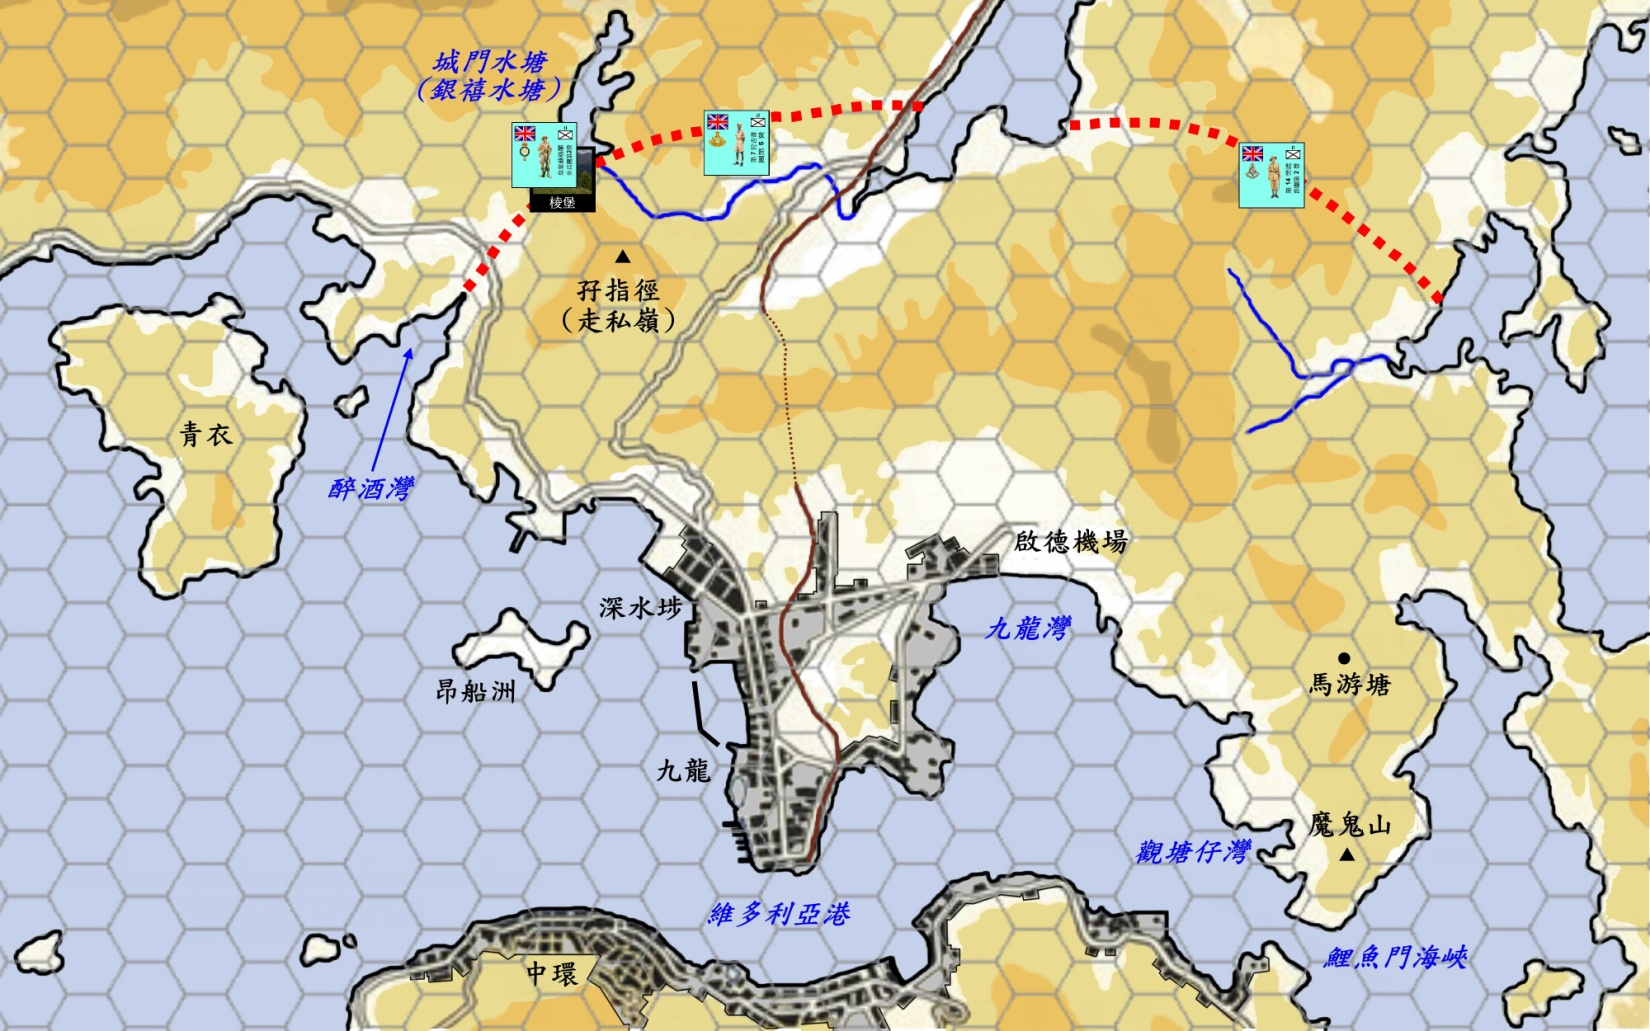 城門水塘
（銀禧水塘）
稜堡
孖指徑
（走私嶺）
青衣
醉酒灣
啟德機場
深水埗
九龍灣
馬游塘
昂船洲
九龍
魔鬼山
觀塘仔灣
維多利亞港
鯉魚門海峽
中環